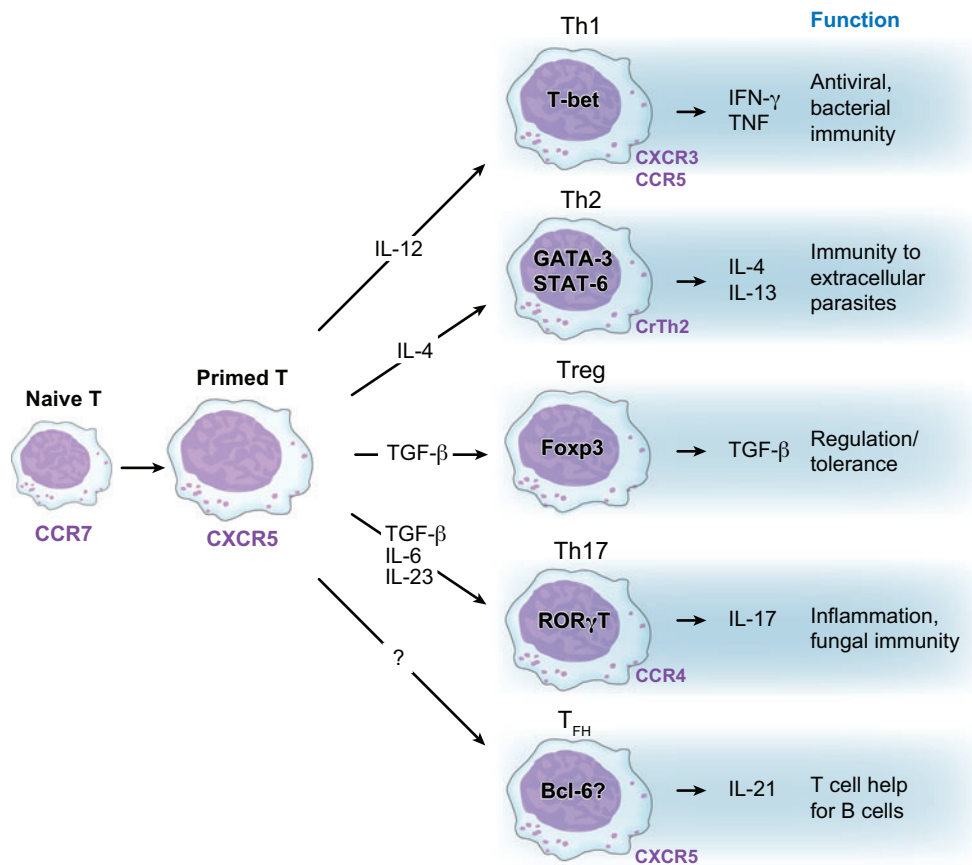 Function
Th1
T-bet
IFN-γ
TNF
Antiviral,
bacterial
immunity
CXCR3
CCR5
IL-12
Th2
GATA-3
STAT-6
IL-4
IL-13
Immunity to
extracellular
parasites
CrTh2
IL-4
Naive T
CCR7
Primed T
CXCR5
TGF-β
Treg
Foxp3
TGF-β
Regulation/
tolerance
TGF-β
IL-6
IL-23
Th17
RORγT
IL-17
Inflammation,
fungal immunity
CCR4
?
TFH
Bcl-6?
IL-21
T cell help
for B cells
CXCR5